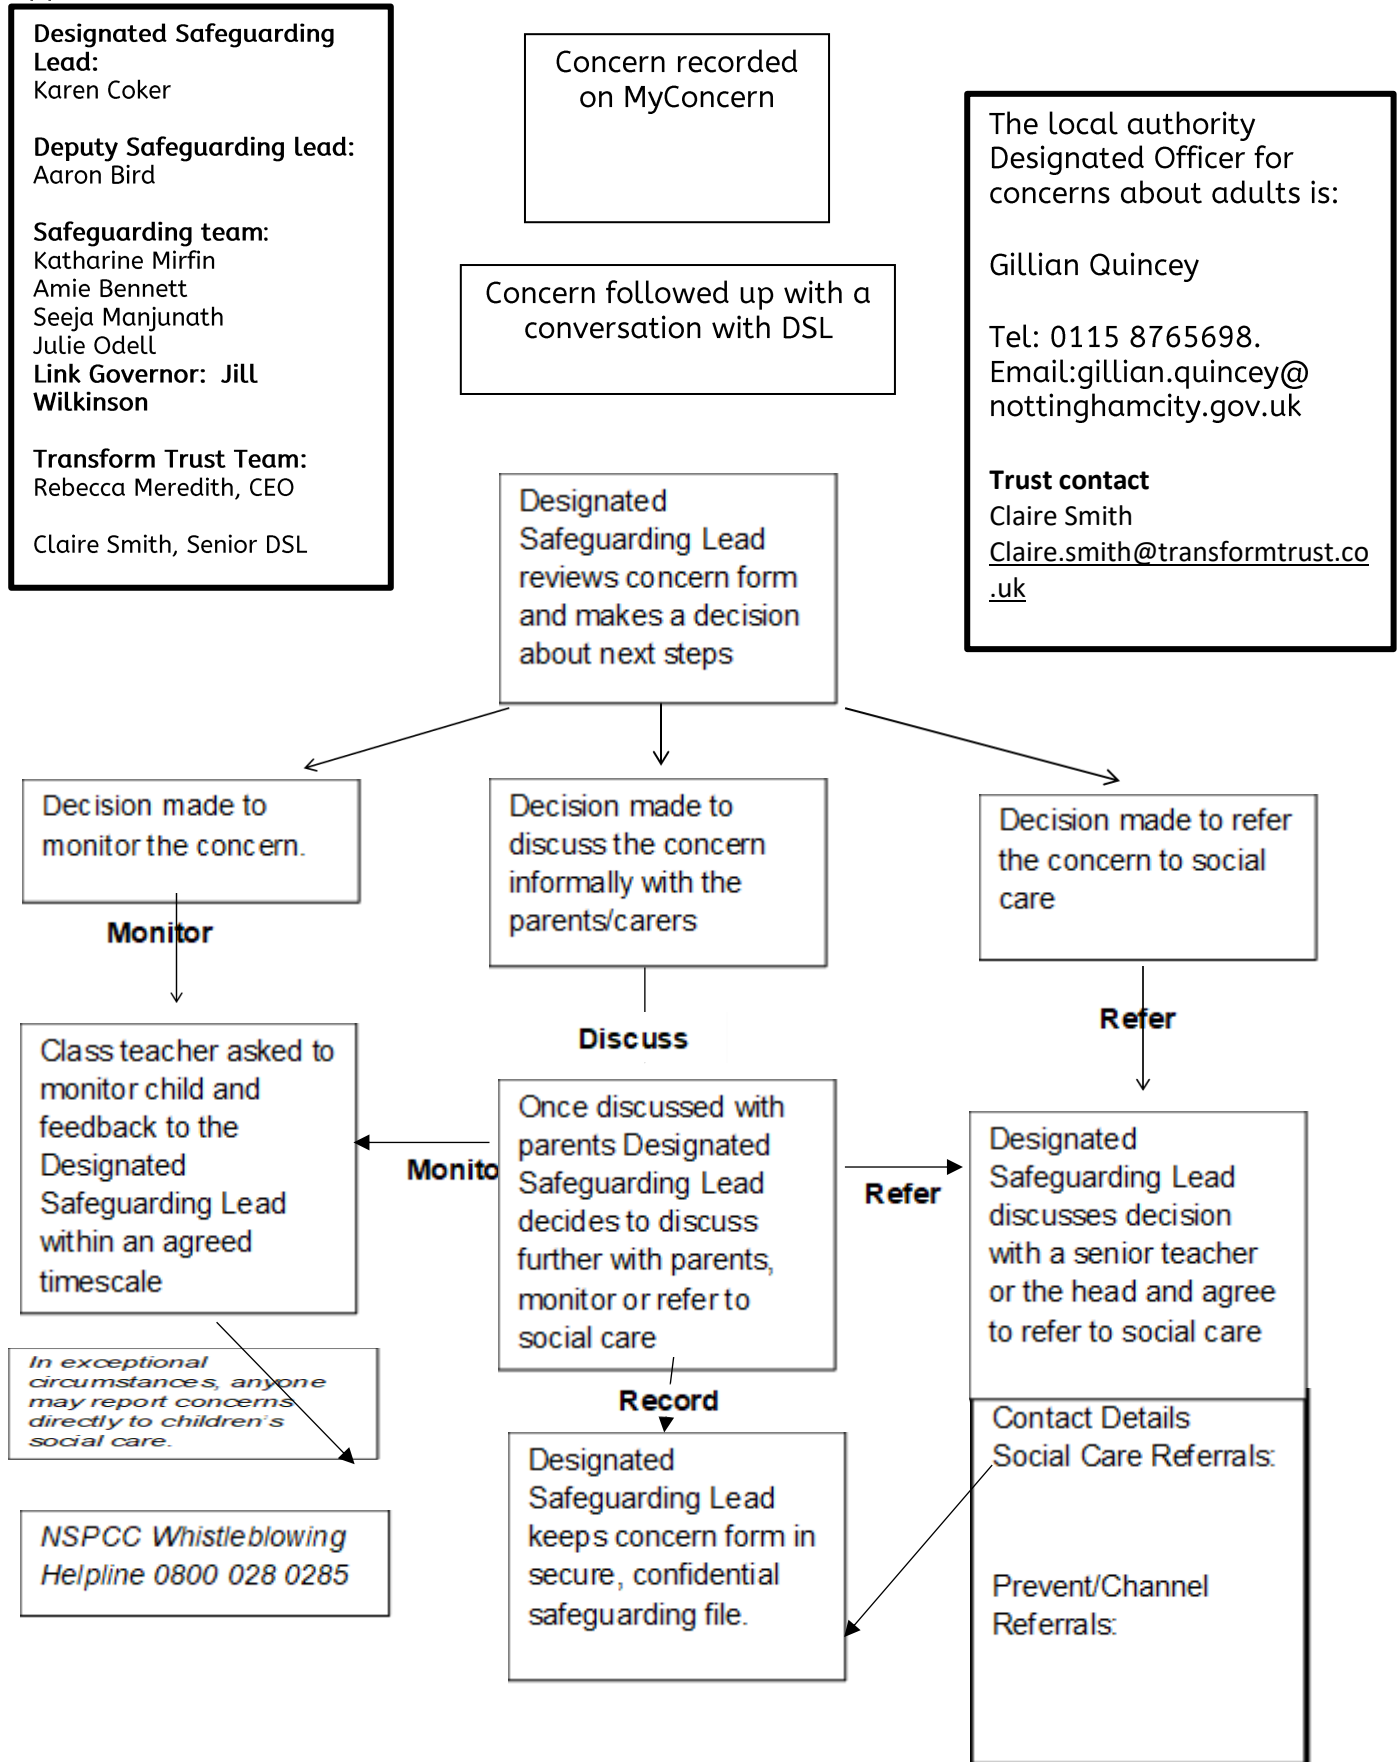 Designated Safeguarding
Lead:
Karen Coker
Deputy Safeguarding lead:
Aaron Bird
Safeguarding team:
Katharine Mirfin
Amie Bennett
Seeja Manjunath
Julie Odell
Link Governor:  Jill
Wilkinson
Transform Trust Team:
Rebecca Meredith, CEO
Claire Smith, Senior DSL
Concern recorded
on MyConcern
Concern followed up with a
conversation with DSL
The local authority
Designated Officer for
concerns about adults is:
Gillian Quincey
Tel: 0115 8765698.
Email:gillian.quincey@
nottinghamcity.gov.uk
Trust contact
Claire Smith
Claire.smith@transformtrust.co
.uk
Designated
Safeguarding Lead
reviews concern form
and makes a decision
about next steps
Decision made to
monitor the concern.
Decision made to
discuss the concern
informally with the
parents/carers
Decision made to refer
the concern to social
care
Monitor
Discuss
Refer
Class teacher asked to
monitor child and
feedback to the
Designated
Safeguarding Lead
within an agreed
timescale
Monito
Once discussed with
parents Designated
Safeguarding Lead
decides to discuss
further with parents,
monitor or refer to
social care
Refer
Designated
Safeguarding Lead
discusses decision
with a senior teacher
or the head and agree
to refer to social care
In exceptional
circumstances, anyone
may report concerns
directly to children's
social care.
Record
Designated
Safeguarding Lead
keeps concern form in
secure, confidential
safeguarding file.
Contact Details
Social Care Referrals:
Prevent/Channel
Referrals:
NSPCC Whistleblowing
Helpline 0800 028 0285